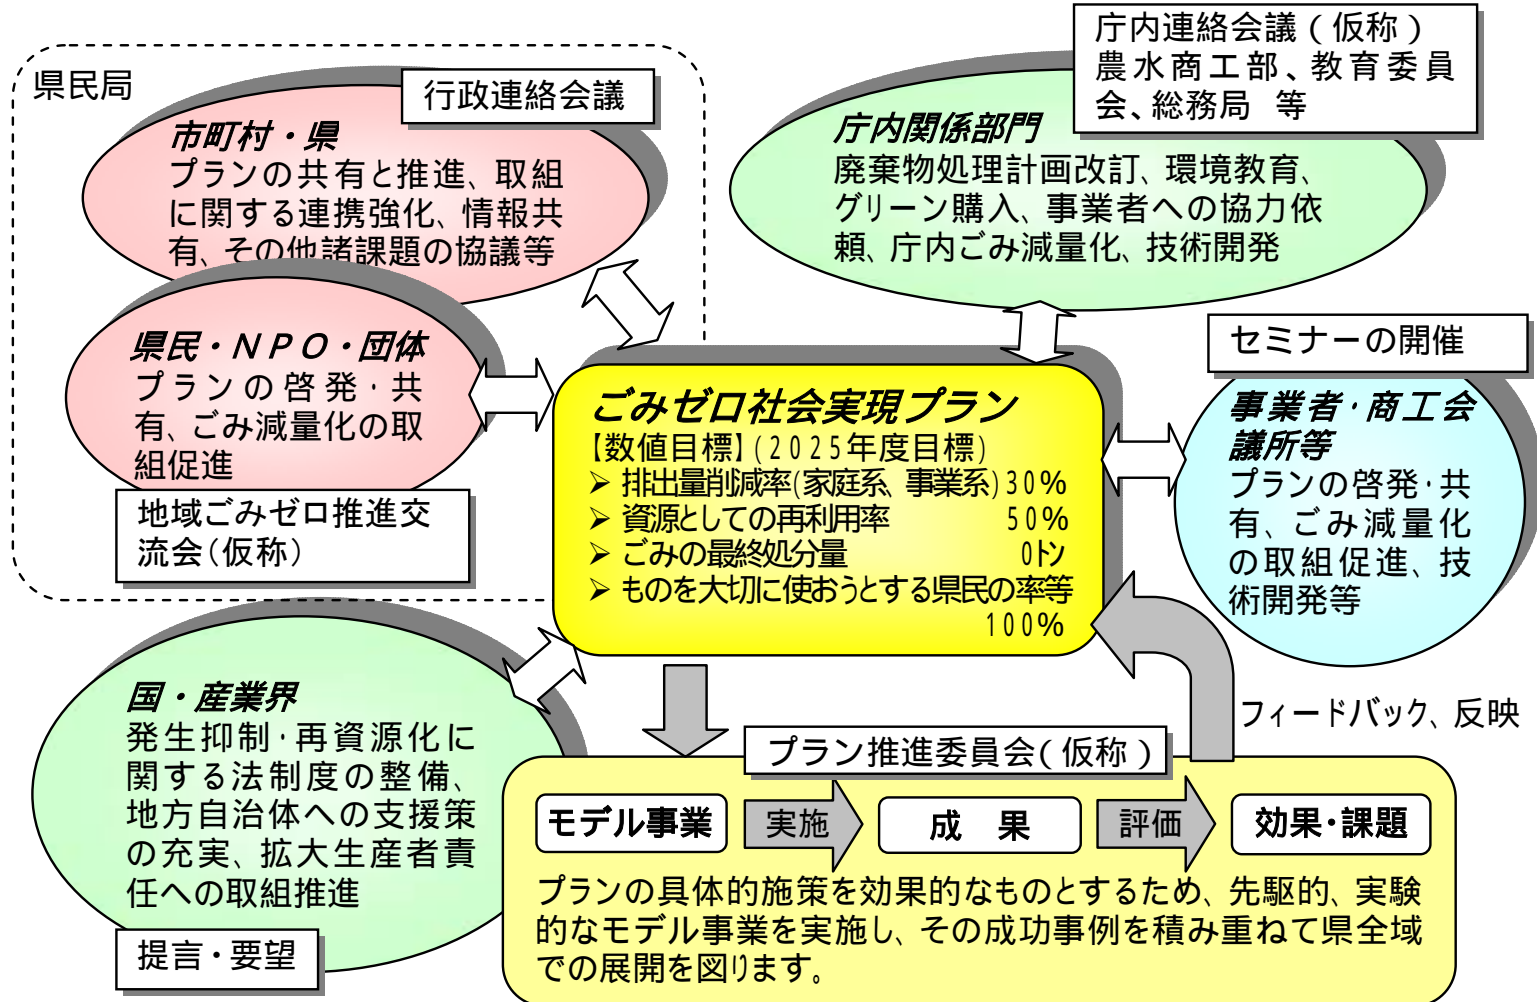 県民局
行政連絡会議
市町村・県
プランの共有と推進、取組
に関する連携強化、情報共
有、その他諸課題の協議等
県民・ＮＰＯ・団体
プランの啓発・共
有、ごみ減量化の取
組促進
地域ごみゼロ推進交
流会(仮称)
庁内連絡会議(仮称)
農水商工部、教育委員
会、総務局 等
庁内関係部門
廃棄物処理計画改訂、環境教育、
グリーン購入、事業者への協力依
頼、庁内ごみ減量化、技術開発
セミナーの開催
事業者・商工会
議所等
プランの啓発・共
有、ごみ減量化
の取組促進、技
術開発等
ごみゼロ社会実現プラン
【数値目標】(2025年度目標)
➢ 排出量削減率(家庭系、事業系)30%
➢ 資源としての再利用率 50%
➢ ごみの最終処分量 0トン
➢ ものを大切に使おうとする県民の率等
100%
国・産業界
発生抑制・再資源化に
関する法制度の整備、
地方自治体への支援策
の充実、拡大生産者責
任への取組推進
提言・要望
フィードバック、反映
プラン推進委員会(仮称)
モデル事業 実施 成 果 評価 効果・課題
プランの具体的施策を効果的なものとするため、先駆的、実験
的なモデル事業を実施し、その成功事例を積み重ねて県全域
での展開を図ります。